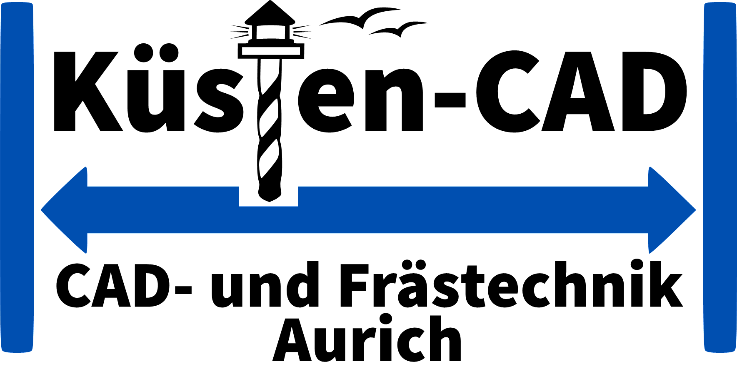 Küsten-CAD
CAD- und Frästechnik
Aurich